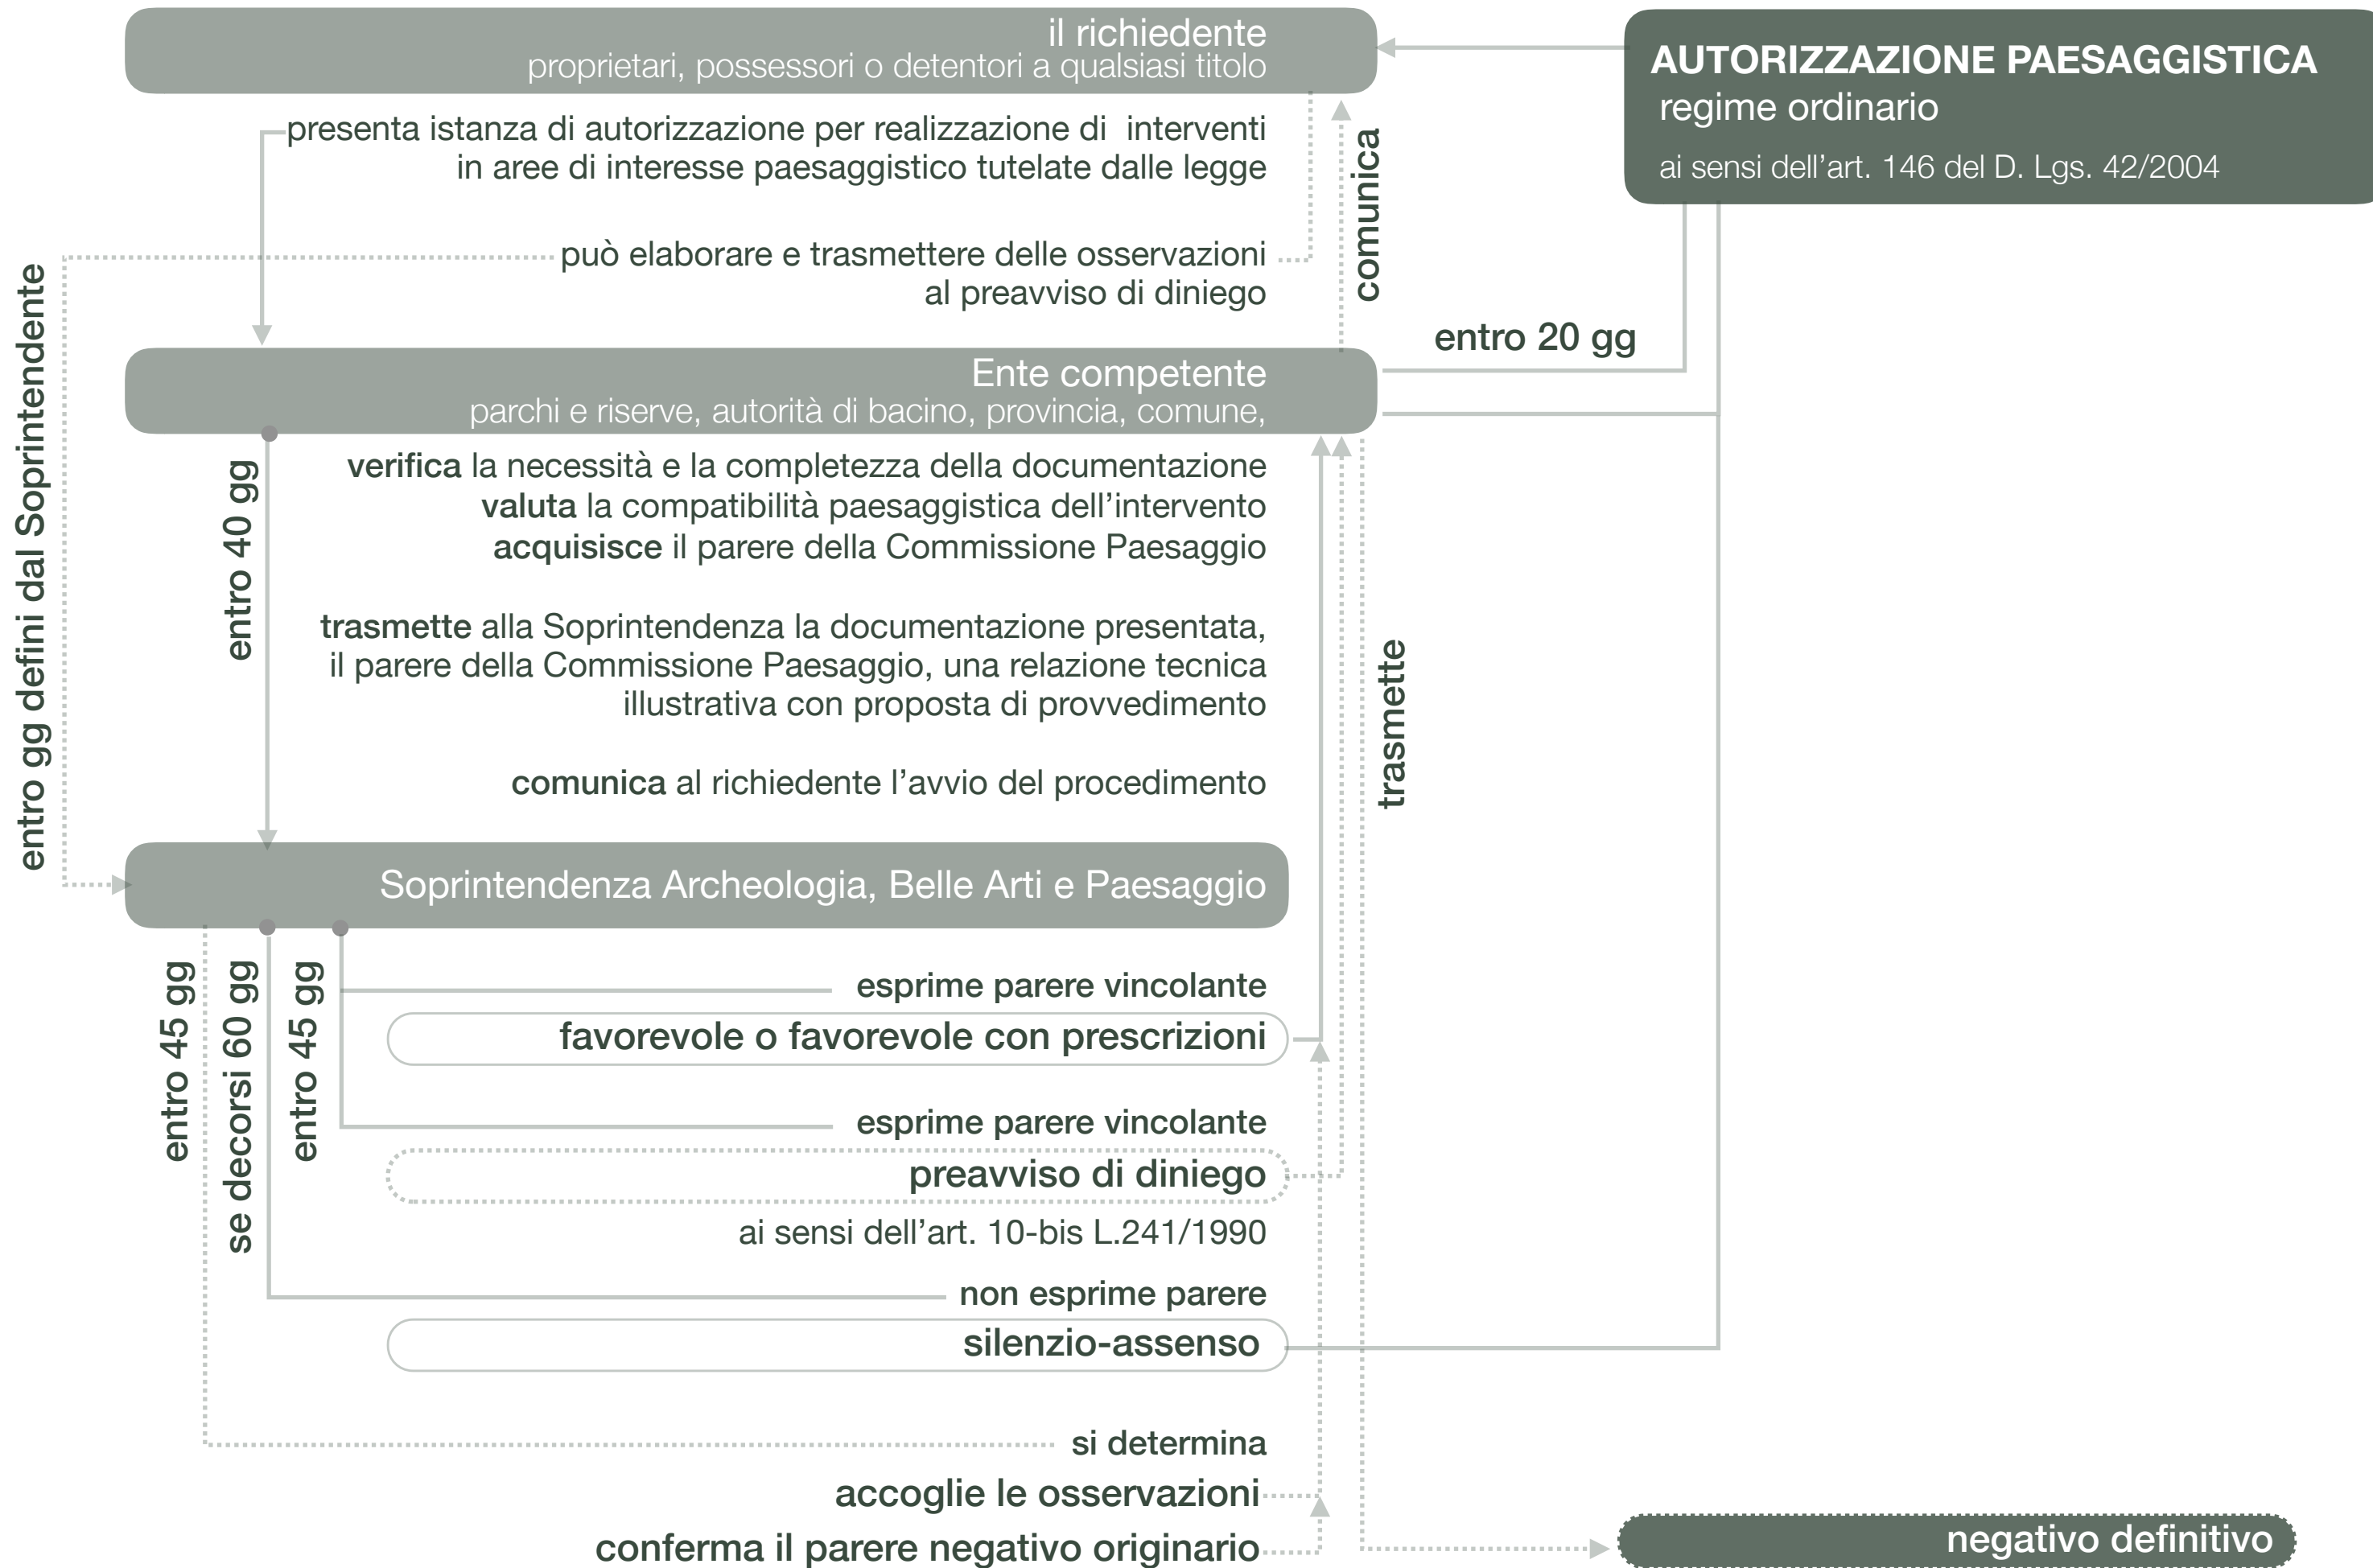 il richiedente
proprietari, possessori o detentori a qualsiasi titolo
AUTORIZZAZIONE PAESAGGISTICA
regime ordinario
ai sensi dell'art. 146 del D. Lgs. 42/2004
presenta istanza di autorizzazione per realizzazione di interventi
in aree di interesse paesaggistico tutelate dalle legge
comunica
può elaborare e trasmettere delle osservazioni
al preavviso di diniego
entro gg defini dal Soprintendente
entro 20 gg
Ente competente
parchi e riserve, autorità di bacino, provincia, comune,
entro 40 gg
verifica la necessità e la completezza della documentazione
valuta la compatibilità paesaggistica dell'intervento
acquisisce il parere della Commissione Paesaggio
trasmette alla Soprintendenza la documentazione presentata,
il parere della Commissione Paesaggio, una relazione tecnica
illustrativa con proposta di provvedimento
comunica al richiedente l'avvio del procedimento
trasmette
Soprintendenza Archeologia, Belle Arti e Paesaggio
entro 45 gg
se decorsi 60 gg
entro 45 gg
esprime parere vincolante
favorevole o favorevole con prescrizioni
esprime parere vincolante
preavviso di diniego
ai sensi dell'art. 10-bis L.241/1990
non esprime parere
silenzio-assenso
si determina
accoglie le osservazioni
conferma il parere negativo originario
negativo definitivo